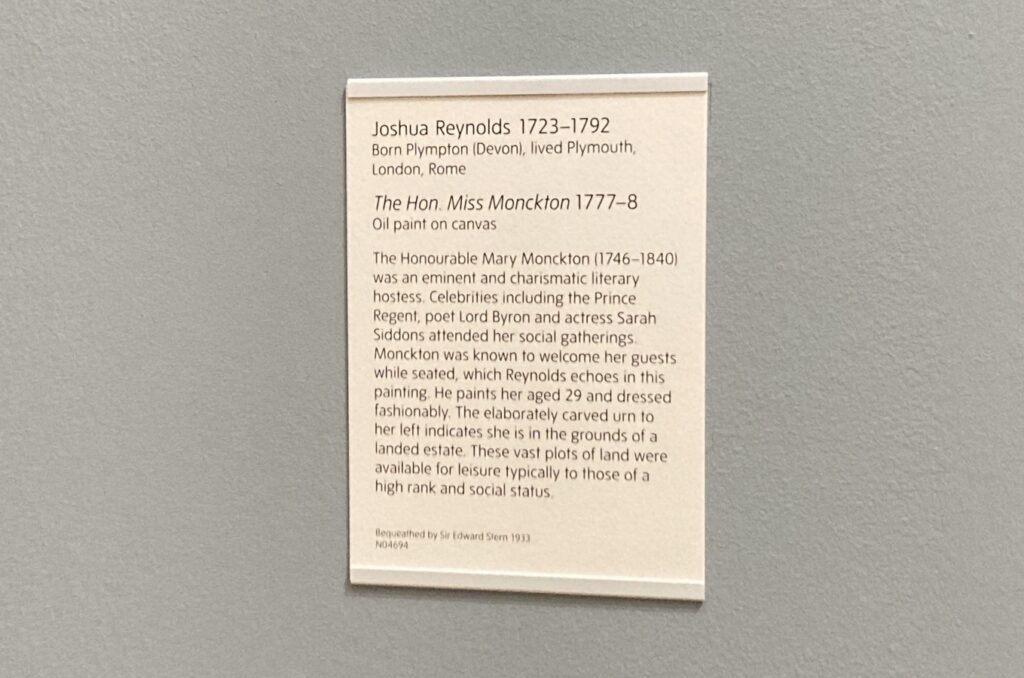 Joshua Reynolds 1723–1792
Born Plympton (Devon), lived Plymouth,
London, Rome
The Hon. Miss Monckton 1777–8
Oil paint on canvas
The Honourable Mary Monckton (1746–1840)
was an eminent and charismatic literary
hostess. Celebrities including the Prince
Regent, poet Lord Byron and actress Sarah
Siddons attended her social gatherings.
Monckton was known to welcome her guests
while seated, which Reynolds echoes in this
painting. He paints her aged 29 and dressed
fashionably. The elaborately carved urn to
her left indicates she is in the grounds of a
landed estate. These vast plots of land were
available for leisure typically to those of a
high rank and social status.
Bequeathed by Sir Edward Stern 1933
N04694